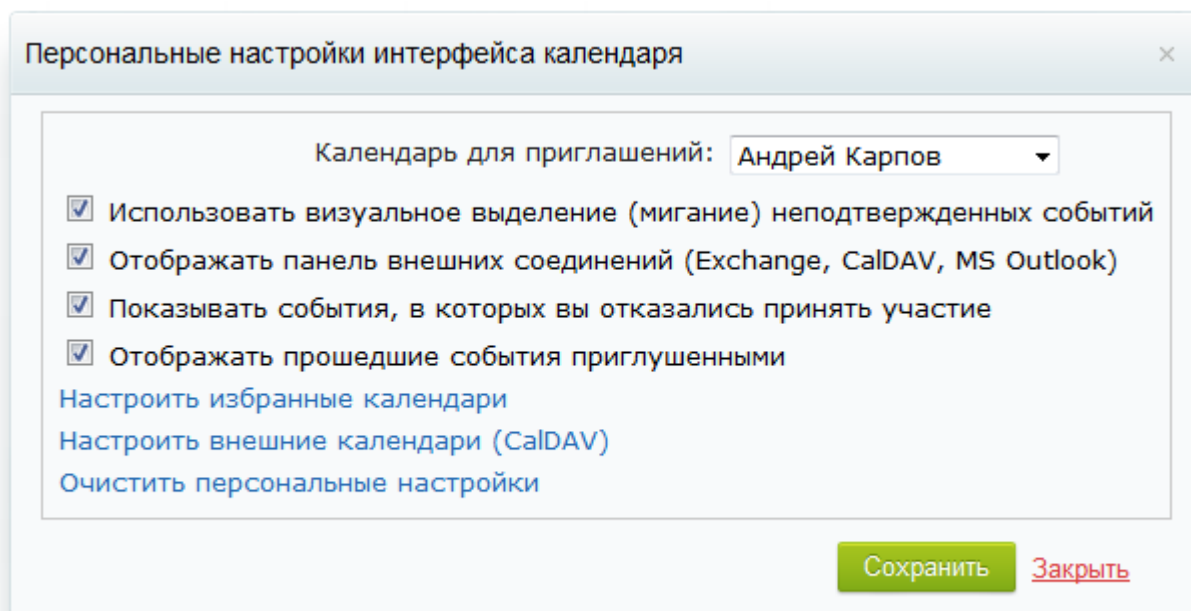 Персональные настройки интерфейса календаря
Календарь для приглашений: Андрей Карпов
Использовать визуальное выделение (мигание) неподтвержденных событий
Отображать панель внешних соединений (Exchange, CalDAV, MS Outlook)
Показывать события, в которых вы отказались принять участие
Отображать прошедшие события приглушенными
Настроить избранные календари
Настроить внешние календари (CalDAV)
Очистить персональные настройки
Сохранить Закрыть